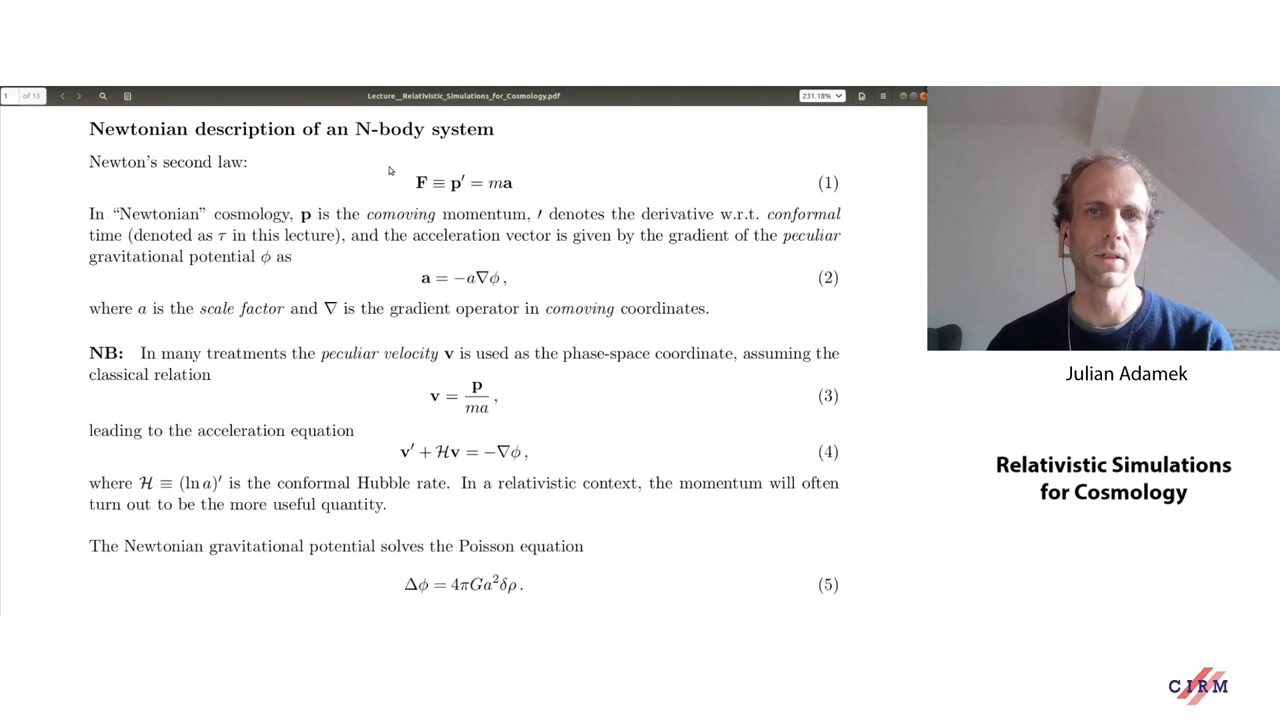 1 of 13
Lecture__Relativistic_Simulations_for_Cosmology.pdf
231.18%
Newtonian description of an N-body system
Newton's second law:
F ≡ p′ = ma (1)
In "Newtonian" cosmology, p is the comoving momentum, ′ denotes the derivative w.r.t. conformal
time (denoted as τ in this lecture), and the acceleration vector is given by the gradient of the peculiar
gravitational potential ϕ as
a = −a∇ϕ , (2)
where a is the scale factor and ∇ is the gradient operator in comoving coordinates.
NB: In many treatments the peculiar velocity v is used as the phase-space coordinate, assuming the
classical relation
v = p/ma , (3)
leading to the acceleration equation
v′ + ℋv = −∇ϕ , (4)
where ℋ ≡ (ln a)′ is the conformal Hubble rate. In a relativistic context, the momentum will often
turn out to be the more useful quantity.
The Newtonian gravitational potential solves the Poisson equation
Δϕ = 4πGa²δρ . (5)
Julian Adamek
Relativistic Simulations
for Cosmology
CIRM